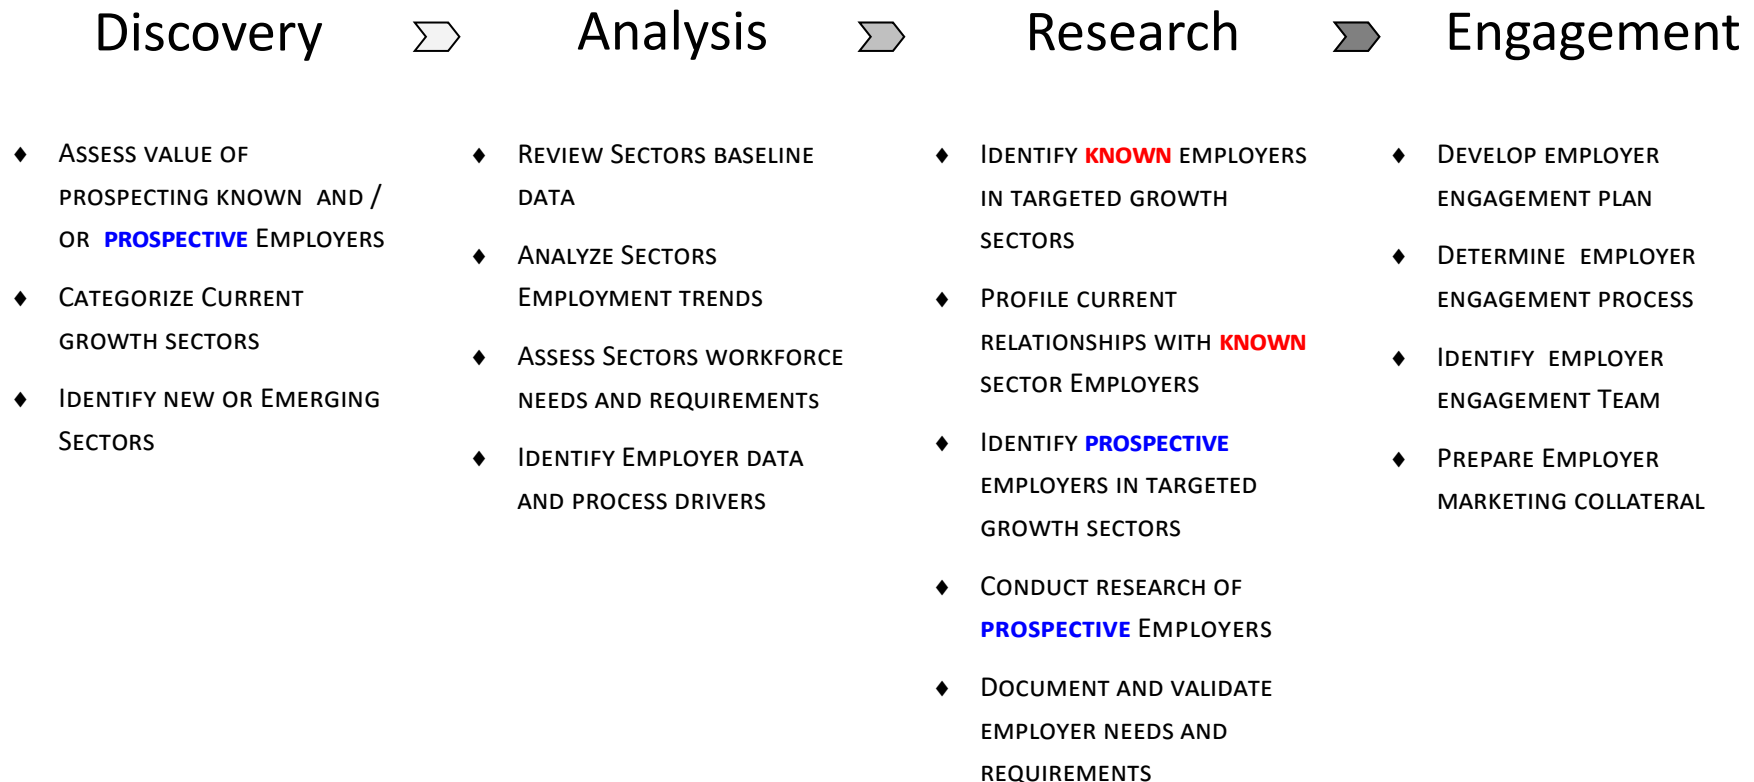 Discovery
Analysis
Research
Engagement
Assess value of
prospecting known and /
or prospective Employers
Categorize Current
growth sectors
Identify new or Emerging
Sectors
Review Sectors baseline
data
Analyze Sectors
Employment trends
Assess Sectors workforce
needs and requirements
Identify Employer data
and process drivers
Identify known employers
in targeted growth
sectors
Profile current
relationships with known
sector Employers
Identify prospective
employers in targeted
growth sectors
Conduct research of
prospective Employers
Document and validate
employer needs and
requirements
Develop employer
engagement plan
Determine employer
engagement process
Identify employer
engagement Team
Prepare Employer
marketing collateral